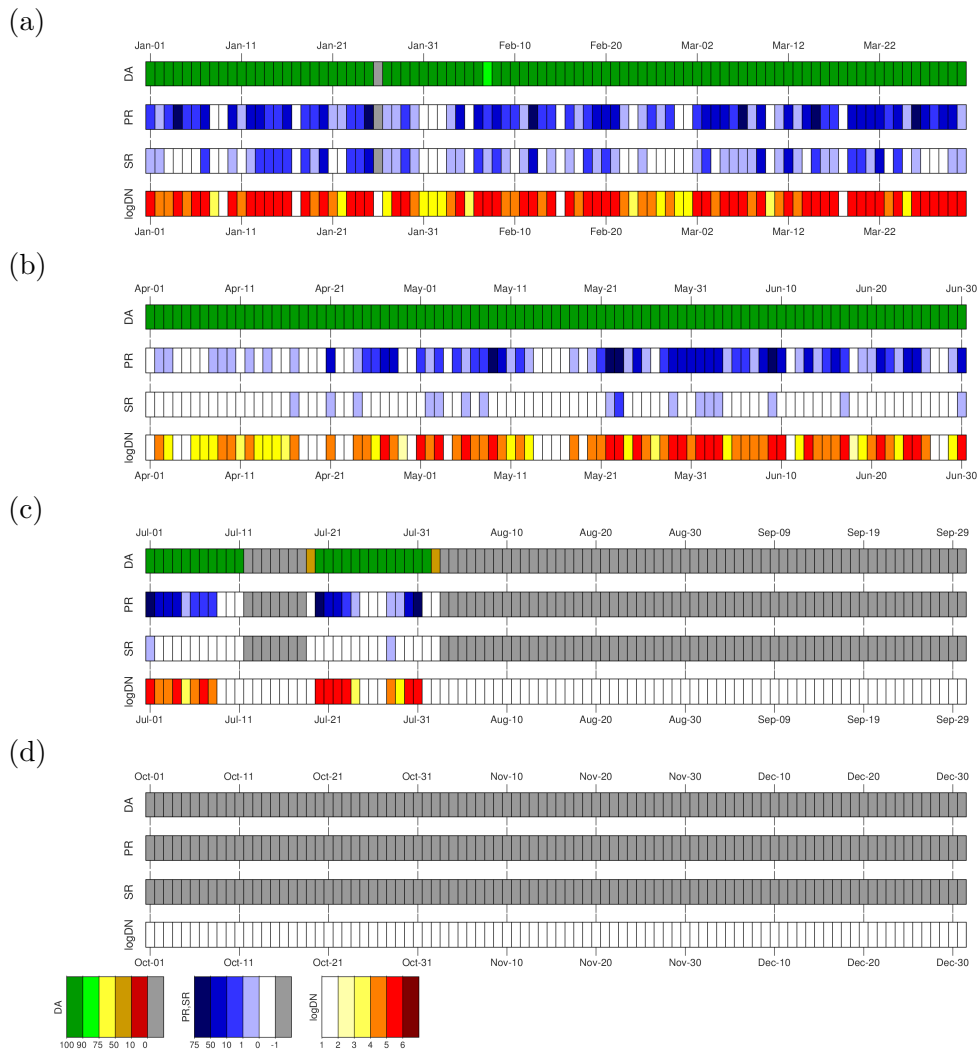 (a)
Jan-01 Jan-11 Jan-21 Jan-31 Feb-10 Feb-20 Mar-02 Mar-12 Mar-22
DA
PR
SR
logDN
Jan-01 Jan-11 Jan-21 Jan-31 Feb-10 Feb-20 Mar-02 Mar-12 Mar-22
(b)
Apr-01 Apr-11 Apr-21 May-01 May-11 May-21 May-31 Jun-10 Jun-20 Jun-30
DA
PR
SR
logDN
Apr-01 Apr-11 Apr-21 May-01 May-11 May-21 May-31 Jun-10 Jun-20 Jun-30
(c)
Jul-01 Jul-11 Jul-21 Jul-31 Aug-10 Aug-20 Aug-30 Sep-09 Sep-19 Sep-29
DA
PR
SR
logDN
Jul-01 Jul-11 Jul-21 Jul-31 Aug-10 Aug-20 Aug-30 Sep-09 Sep-19 Sep-29
(d)
Oct-01 Oct-11 Oct-21 Oct-31 Nov-10 Nov-20 Nov-30 Dec-10 Dec-20 Dec-30
DA
PR
SR
logDN
Oct-01 Oct-11 Oct-21 Oct-31 Nov-10 Nov-20 Nov-30 Dec-10 Dec-20 Dec-30
DA
100 90 75 50 10 0
PR,SR
75 50 10 1 0 -1
logDN
1 2 3 4 5 6